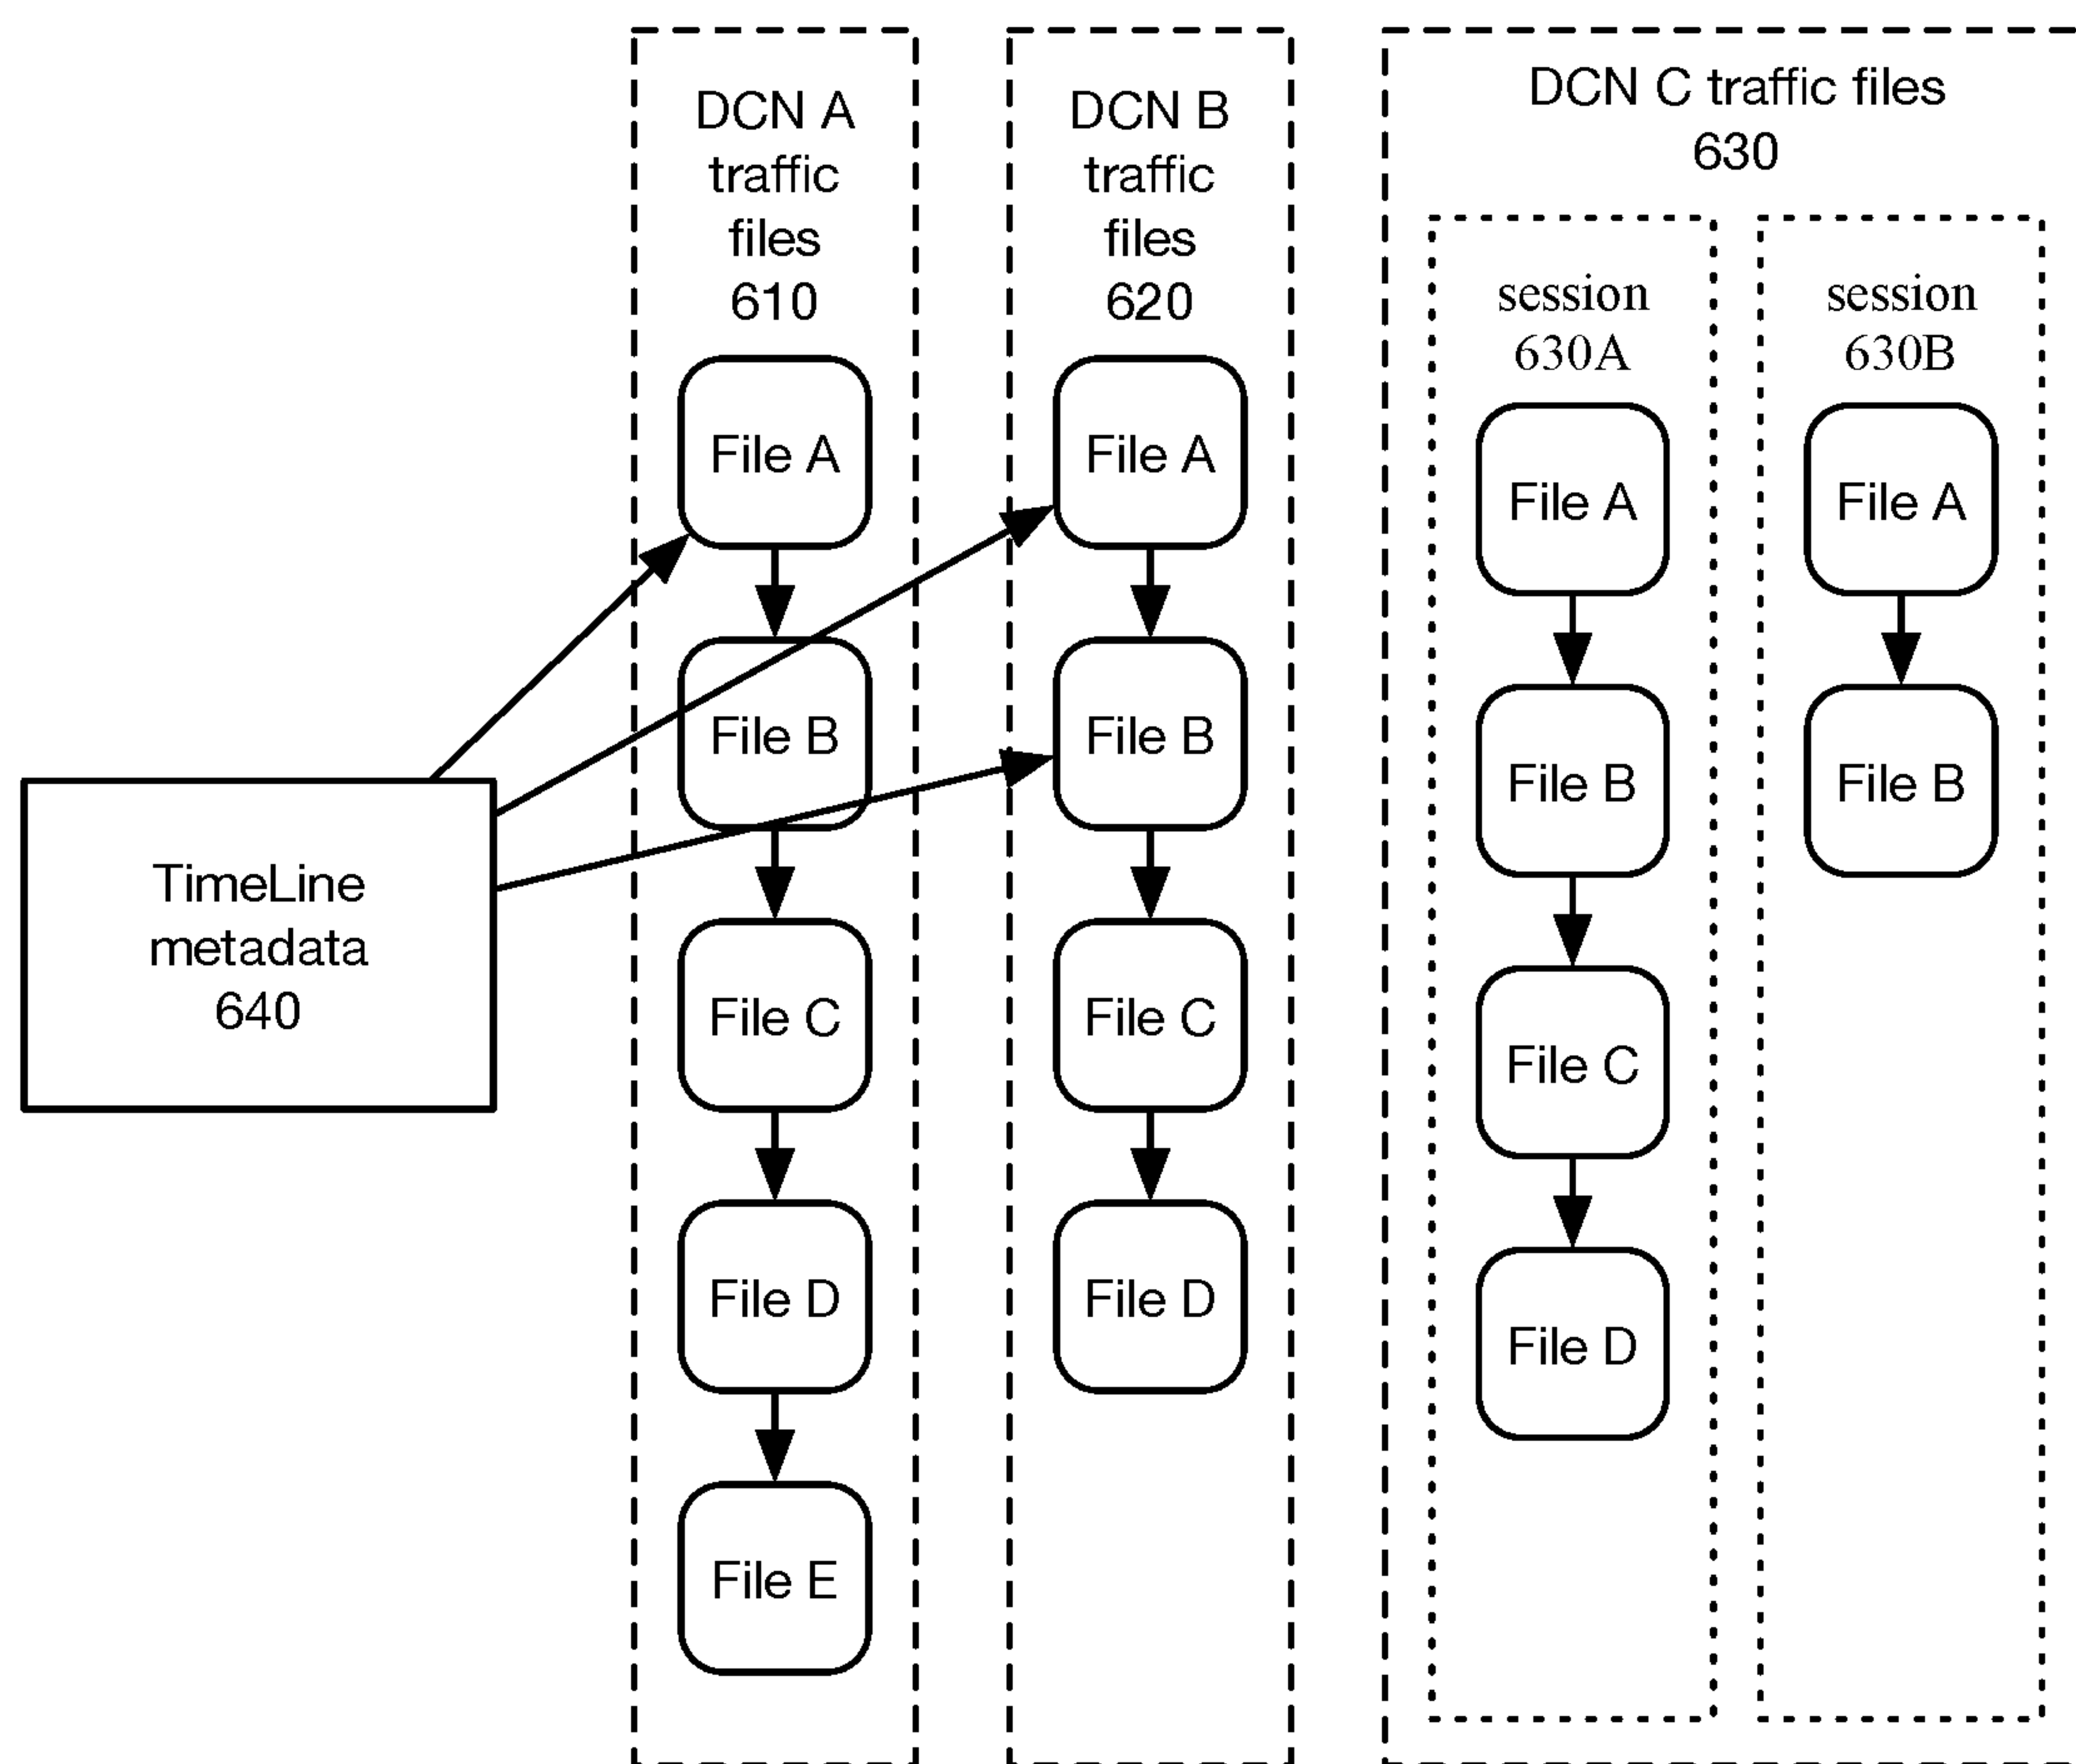 DCN A
traffic
files
610
File A
File B
File C
File D
File E
DCN B
traffic
files
620
File A
File B
File C
File D
DCN C traffic files
630
session
630A
File A
File B
File C
File D
session
630B
File A
File B
TimeLine
metadata
640